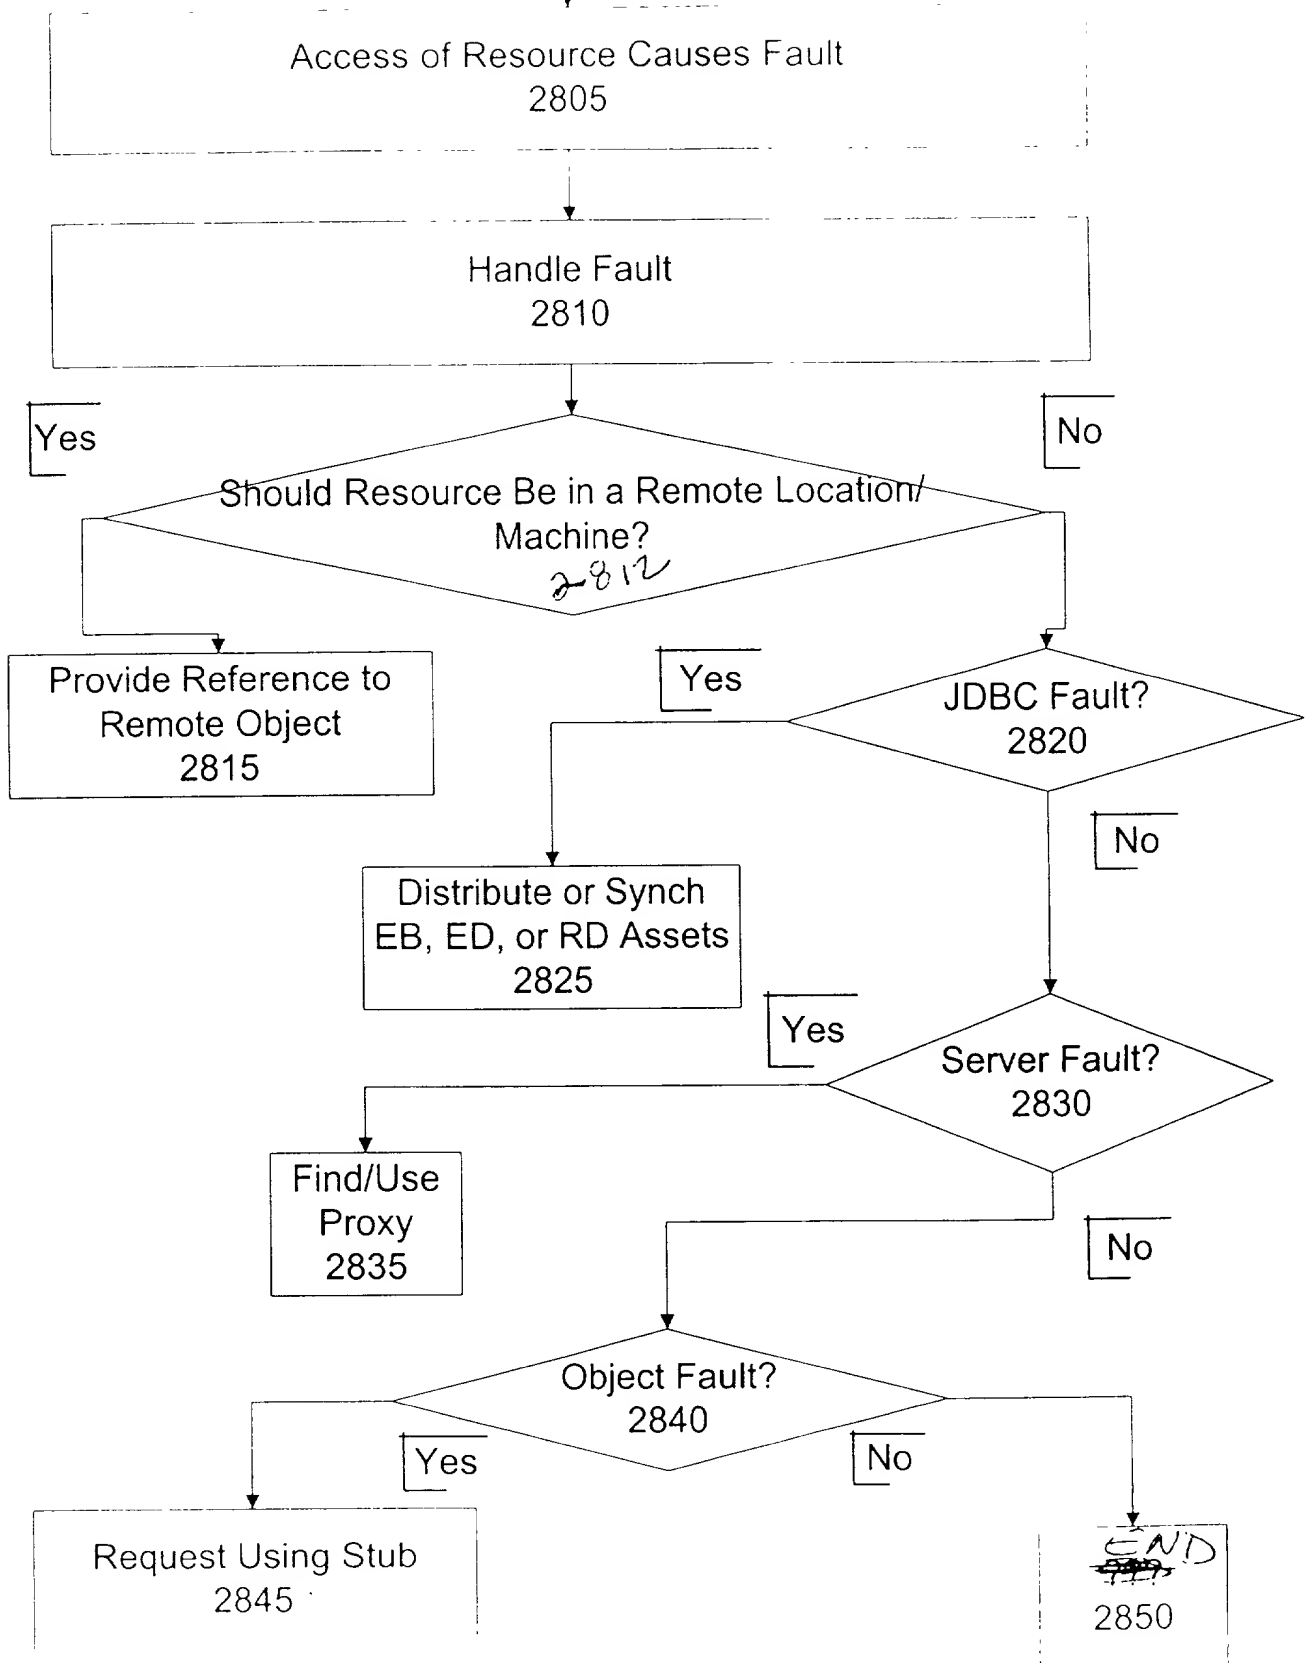 Access of Resource Causes Fault
2805
Handle Fault
2810
Yes
No
Should Resource Be in a Remote Location/
Machine?
2812
Provide Reference to
Remote Object
2815
Yes
JDBC Fault?
2820
No
Distribute or Synch
EB, ED, or RD Assets
2825
Yes
Server Fault?
2830
Find/Use
Proxy
2835
No
Object Fault?
2840
Yes
No
Request Using Stub
2845
END
2850